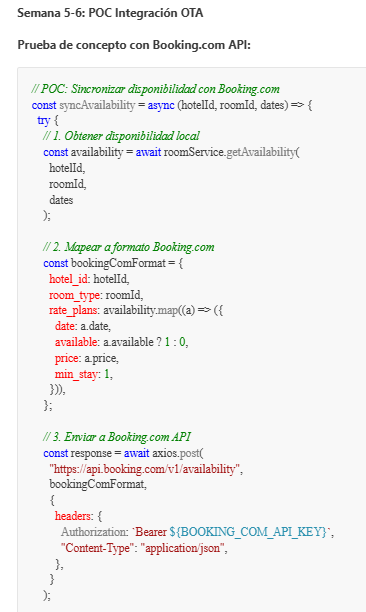 Semana 5-6: POC Integración OTA
Prueba de concepto con Booking.com API:
// POC: Sincronizar disponibilidad con Booking.com
const syncAvailability = async (hotelId, roomId, dates) => {
try {
// 1. Obtener disponibilidad local
const availability = await roomService.getAvailability(
hotelId,
roomId,
dates
);
// 2. Mapear a formato Booking.com
const bookingComFormat = {
hotel_id: hotelId,
room_type: roomId,
rate_plans: availability.map((a) => ({
date: a.date,
available: a.available ? 1 : 0,
price: a.price,
min_stay: 1,
})),
};
// 3. Enviar a Booking.com API
const response = await axios.post(
"https://api.booking.com/v1/availability",
bookingComFormat,
{
headers: {
Authorization: `Bearer ${BOOKING_COM_API_KEY}`,
"Content-Type": "application/json",
},
}
);